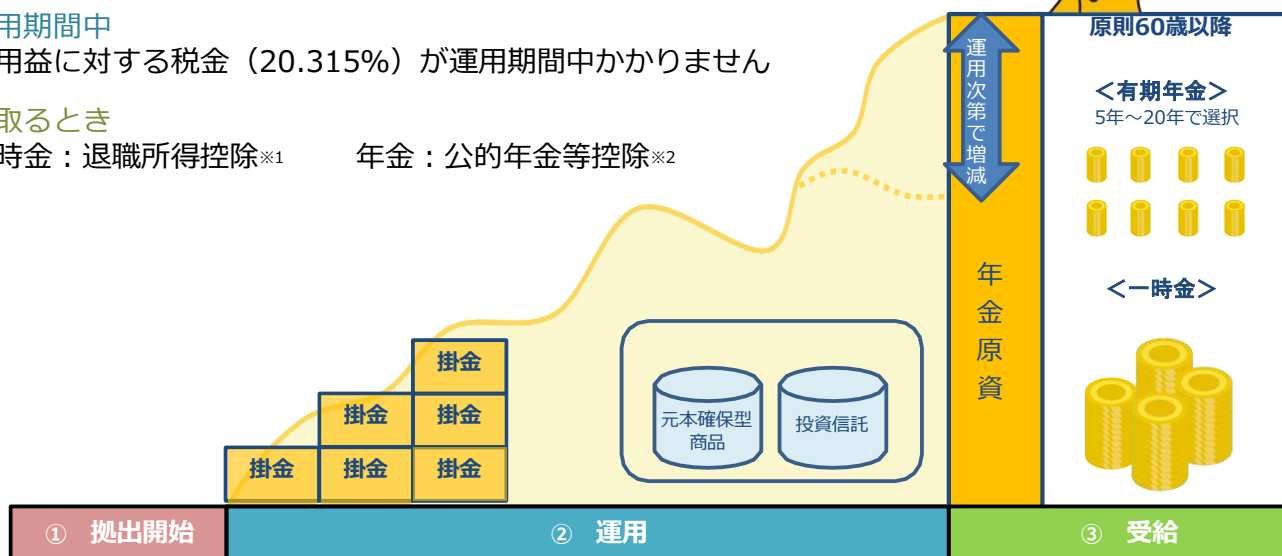 用期間中
用益に対する税金（20.315%）が運用期間中かかりません
取るとき
時金：退職所得控除※1　　年金：公的年金等控除※2
運用次第で増減
年金原資
原則60歳以降
＜有期年金＞
5年～20年で選択
＜一時金＞
掛金
掛金 掛金
掛金 掛金 掛金
元本確保型
商品
投資信託
① 拠出開始
② 運用
③ 受給